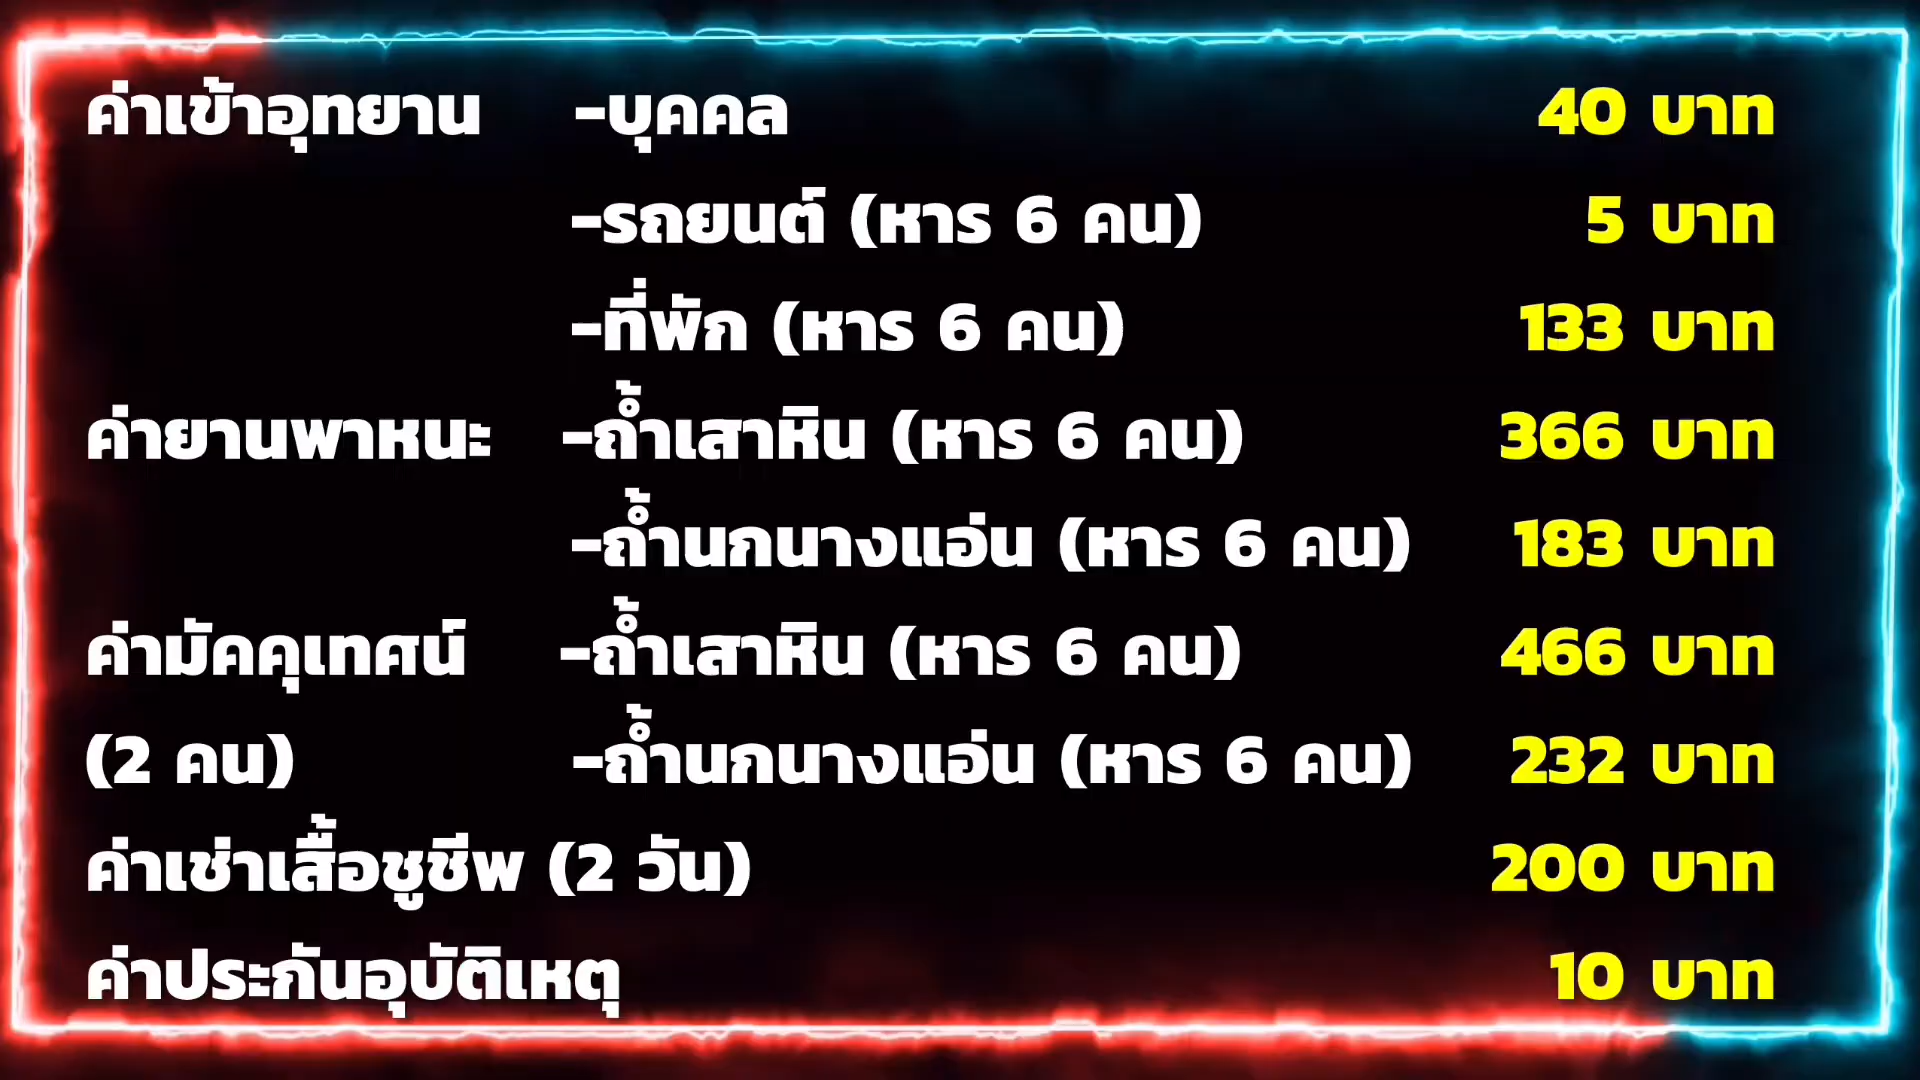 ค่าเข้าอุทยาน -บุคคล 40 บาท
-รถยนต์ (หาร 6 คน) 5 บาท
-ที่พัก (หาร 6 คน) 133 บาท
ค่ายานพาหนะ -ถ้ำเสาหิน (หาร 6 คน) 366 บาท
-ถ้ำนกนางแอ่น (หาร 6 คน) 183 บาท
ค่ามัคคุเทศน์ -ถ้ำเสาหิน (หาร 6 คน) 466 บาท
(2 คน) -ถ้ำนกนางแอ่น (หาร 6 คน) 232 บาท
ค่าเช่าเสื้อชูชีพ (2 วัน) 200 บาท
ค่าประกันอุบัติเหตุ 10 บาท